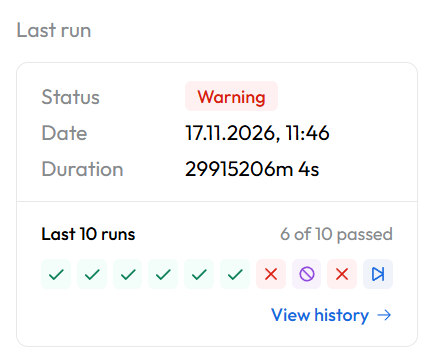 Last run
Status Warning
Date 17.11.2026, 11:46
Duration 29915206m 4s
Last 10 runs 6 of 10 passed
View history →